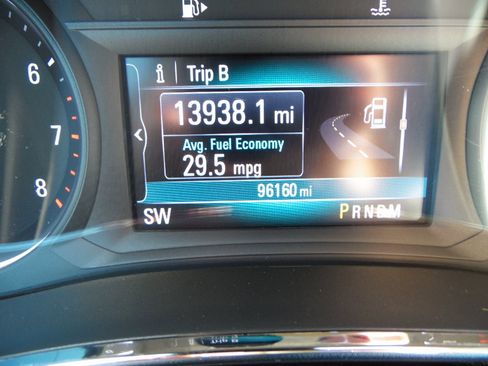 6
7
8
i Trip B
13938.1 mi
Avg. Fuel Economy
29.5 mpg
96160 mi
SW PRNDM